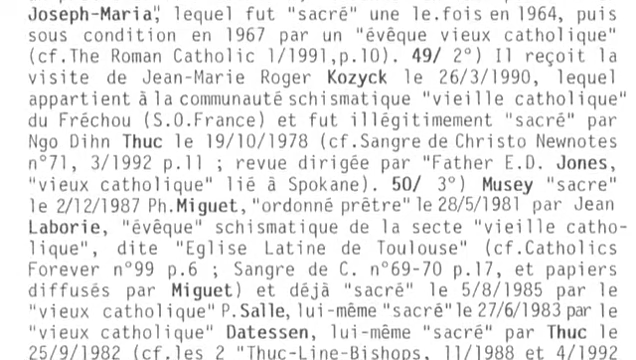 Joseph-Maria", lequel fut "sacré" une 1e.fois en 1964, puis
sous condition en 1967 par un "évêque vieux catholique"
(cf.The Roman Catholic 1/1991,p.10). 49/ 2°) Il reçoit la
visite de Jean-Marie Roger Kozyck le 26/3/1990, lequel
appartient à la communauté schismatique "vieille catholique"
du Fréchou (S.O.France) et fut illégitimement "sacré" par
Ngo Dihn Thuc le 19/10/1978 (cf.Sangre de Christo Newnotes
n°71, 3/1992 p.11 ; revue dirigée par "Father E.D. Jones,
"vieux catholique" lié à Spokane). 50/ 3°) Musey "sacre"
le 2/12/1987 Ph.Miguet, "ordonné prêtre" le 28/5/1981 par Jean
Laborie, "évêque" schismatique de la secte "vieille catho-
lique", dite "Eglise Latine de Toulouse" (cf.Catholics
Forever n°99 p.6 ; Sangre de C. n°69-70 p.17, et papiers
diffusés par Miguet) et déjà "sacré" le 5/8/1985 par le
"vieux catholique" P.Salle, lui-même "sacré" le 27/6/1983 par le
"vieux catholique" Datessen, lui-même "sacré" par Thuc le
25/9/1982 (cf.les 2 "Thuc-Line-Bishops, 11/1988 et 4/1992